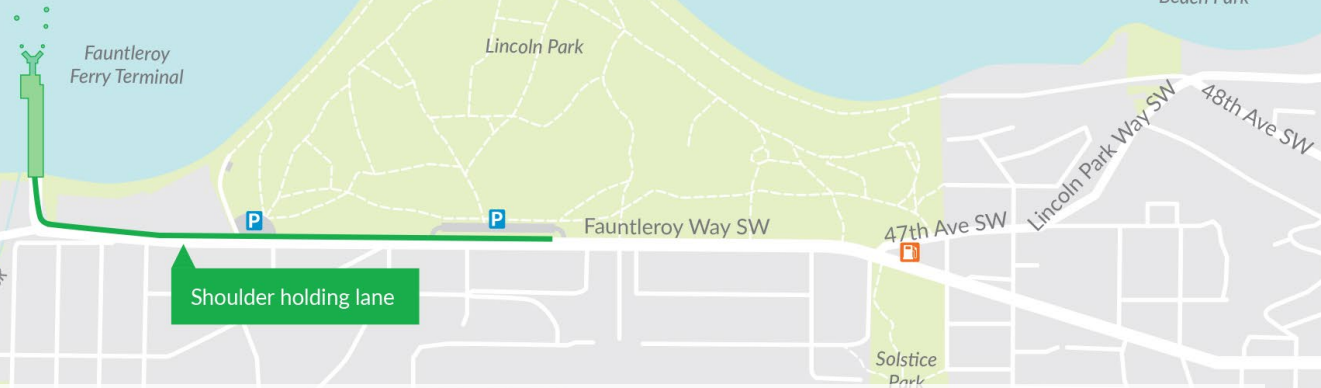 Beach Park
Fauntleroy
Ferry Terminal
Lincoln Park
48th Ave SW
Lincoln Park Way SW
P
P
Fauntleroy Way SW
47th Ave SW
Shoulder holding lane
Solstice
Park